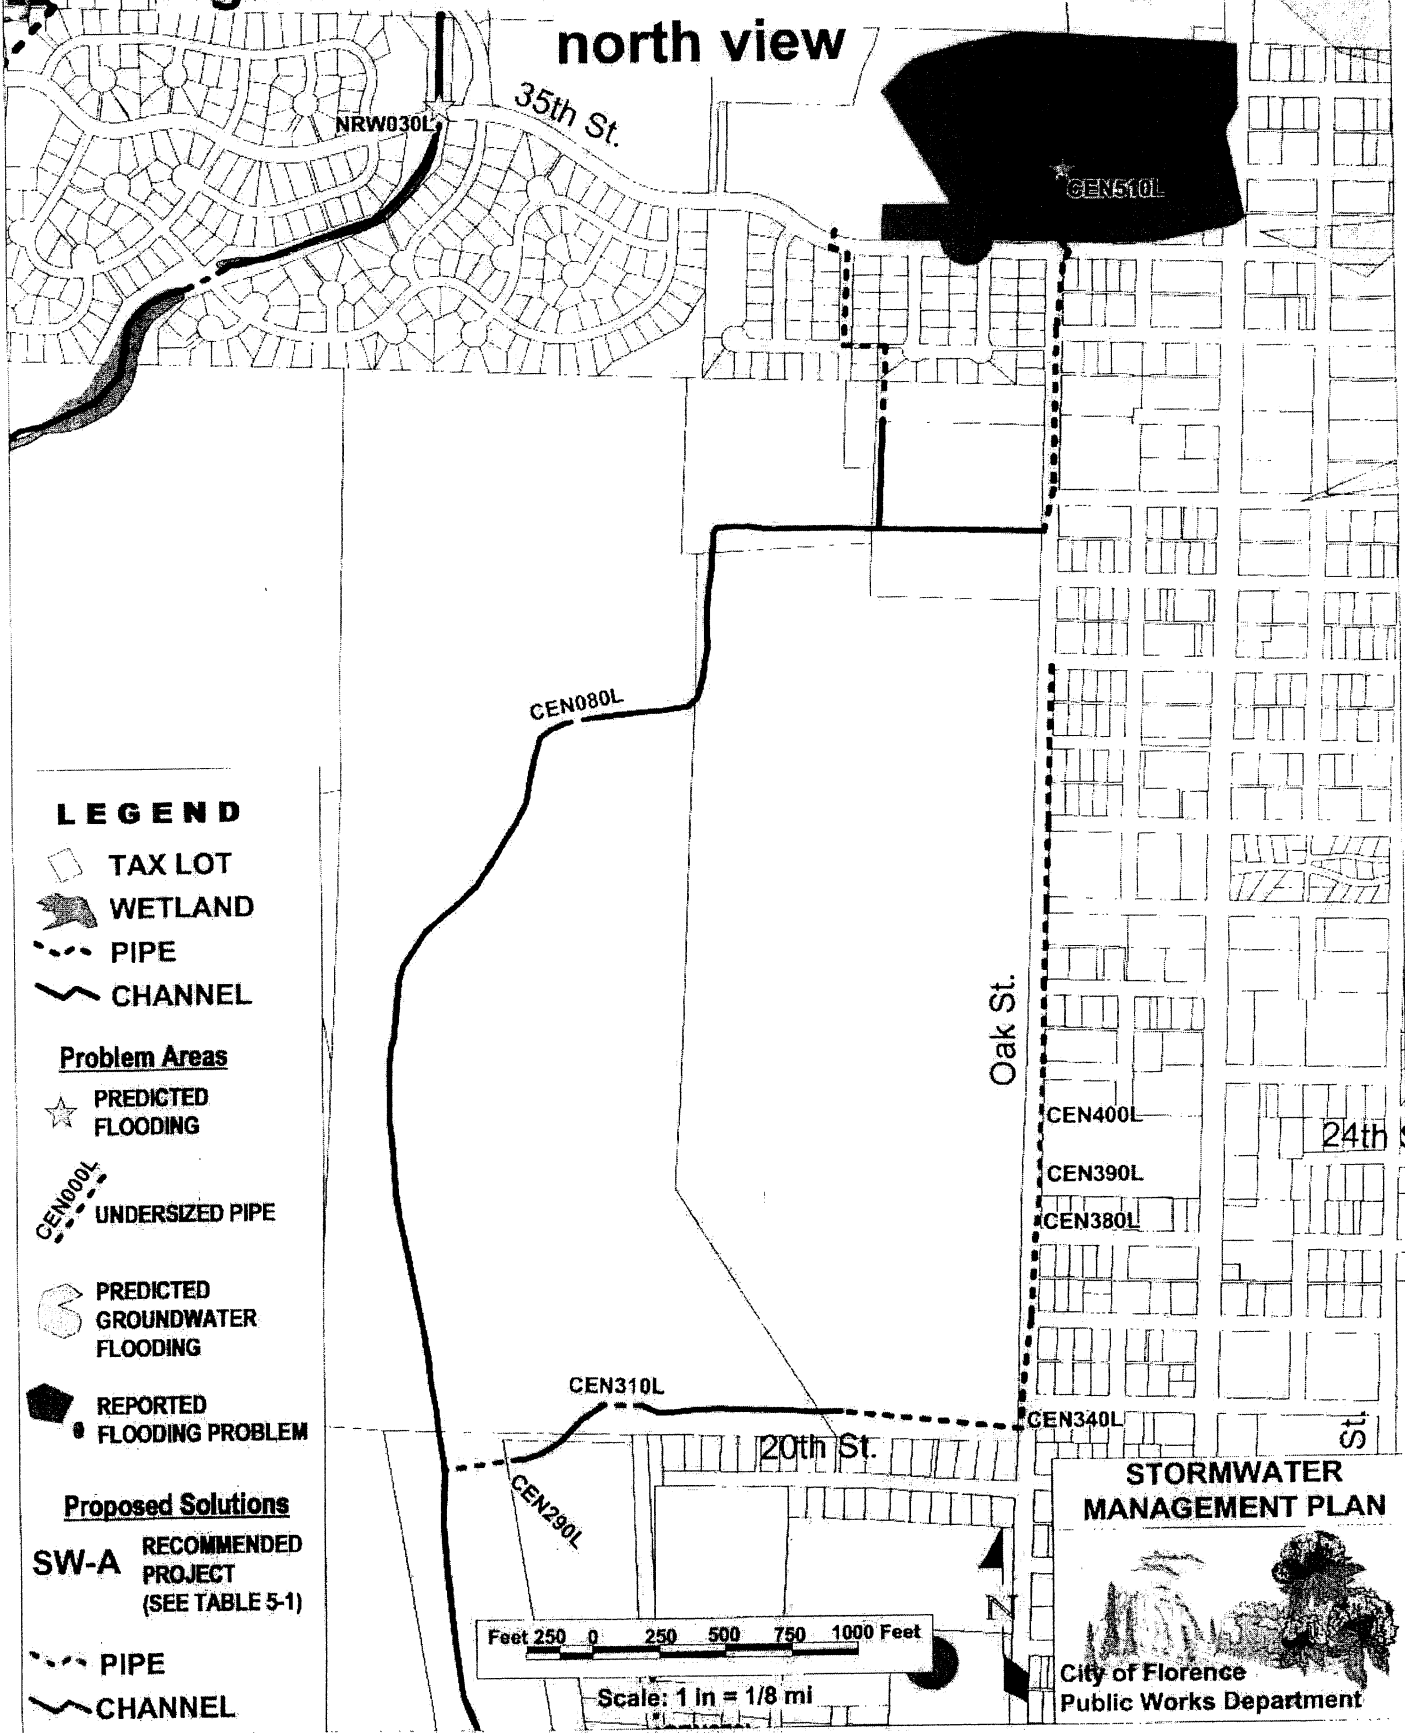 north view
35th St.
NRW030L
CEN510L
CEN080L
LEGEND
TAX LOT
WETLAND
PIPE
CHANNEL
Problem Areas
PREDICTED
FLOODING
CEN000L
UNDERSIZED PIPE
PREDICTED
GROUNDWATER
FLOODING
REPORTED
FLOODING PROBLEM
Proposed Solutions
SW-A
RECOMMENDED
PROJECT
(SEE TABLE 5-1)
PIPE
CHANNEL
Oak St.
CEN400L
24th
CEN390L
CEN380L
CEN310L
CEN340L
20th St.
St.
CEN290L
N
Feet 250 0 250 500 750 1000 Feet
Scale: 1 in = 1/8 mi
STORMWATER
MANAGEMENT PLAN
City of Florence
Public Works Department